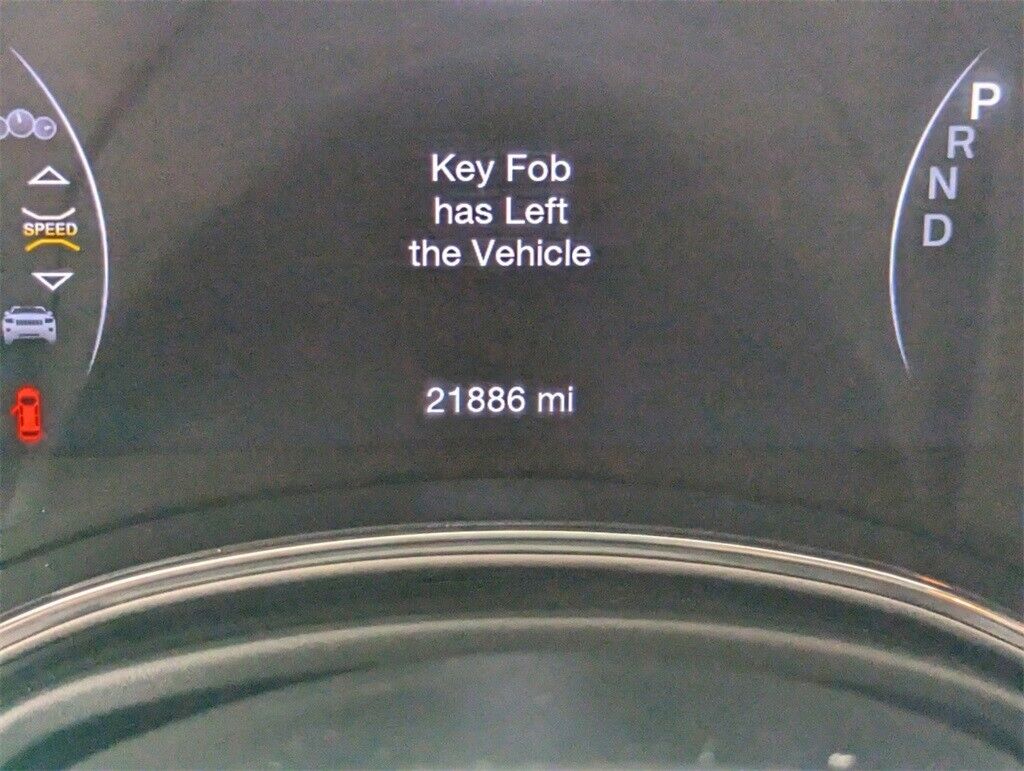 Key Fob
has Left
the Vehicle
SPEED
21886 mi
P
R
N
D